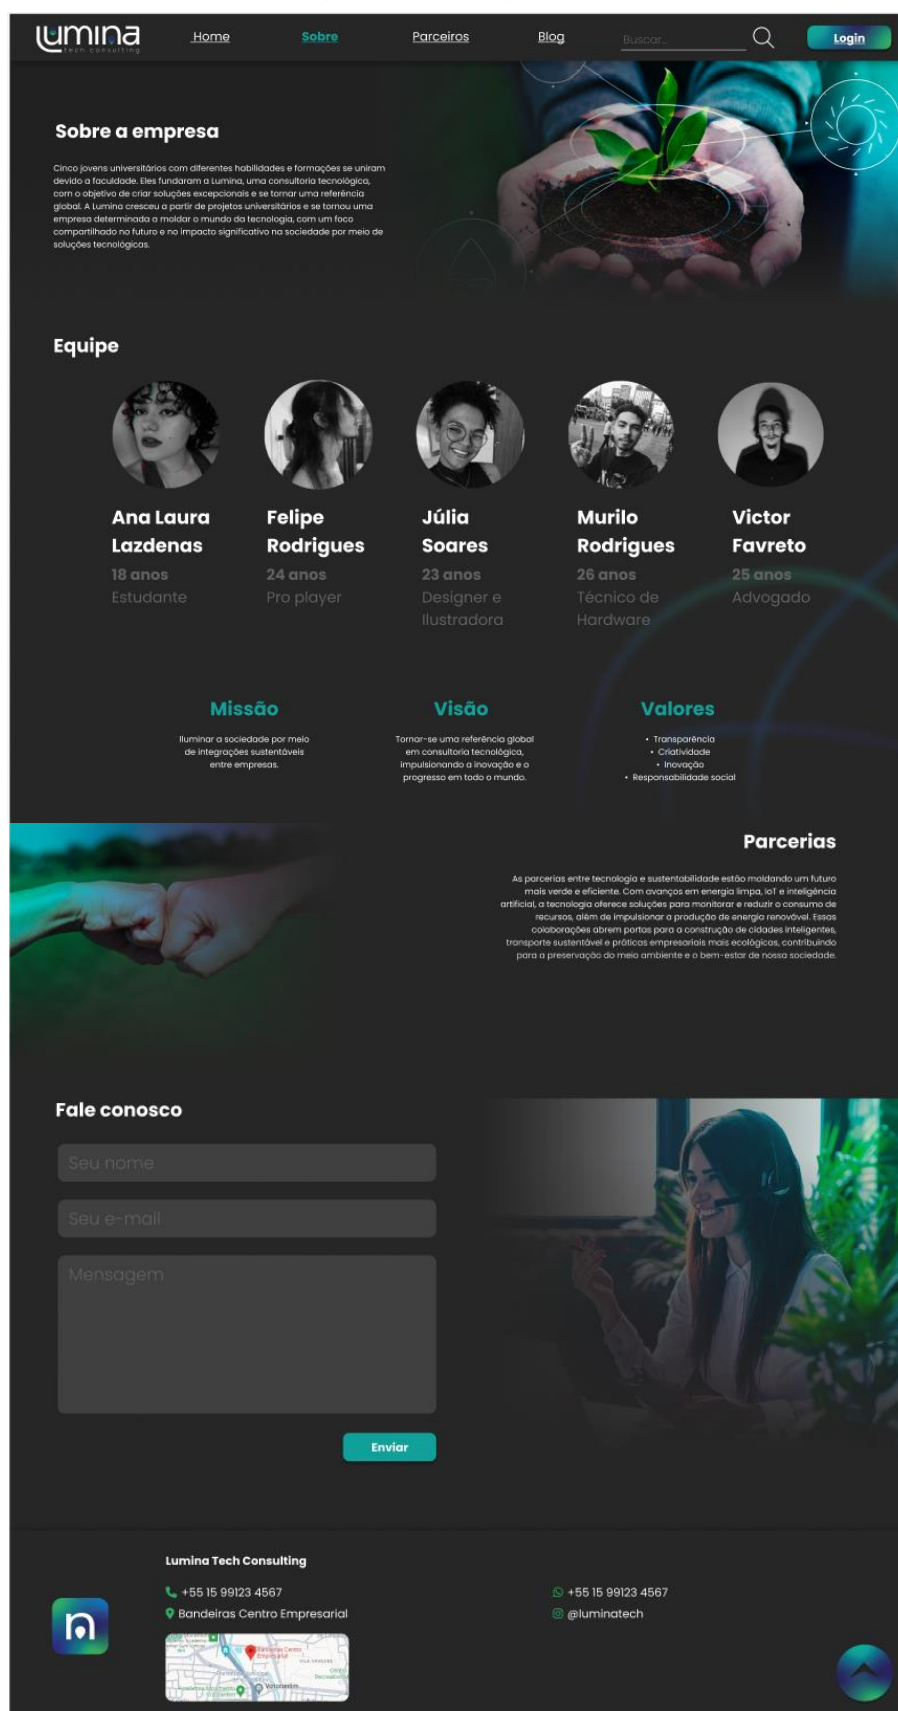 lumina
tech consulting
Home
Sobre
Parceiros
Blog
Buscar...
Login
Sobre a empresa
Cinco jovens universitários com diferentes habilidades e formações se uniram
devido a faculdade. Eles fundaram a Lumina, uma consultoria tecnológica,
com o objetivo de criar soluções excepcionais e se tornar uma referência
global. A Lumina cresceu a partir de projetos universitários e se tornou uma
empresa determinada a moldar o mundo da tecnologia, com um foco
compartilhado no futuro e no impacto significativo na sociedade por meio de
soluções tecnológicas.
Equipe
Ana Laura
Lazdenas
18 anos
Estudante
Felipe
Rodrigues
24 anos
Pro player
Júlia
Soares
23 anos
Designer e
Ilustradora
Murilo
Rodrigues
26 anos
Técnico de
Hardware
Victor
Favreto
25 anos
Advogado
Missão
Iluminar a sociedade por meio
de integrações sustentáveis
entre empresas.
Visão
Tornar-se uma referência global
em consultoria tecnológica,
impulsionando a inovação e o
progresso em todo o mundo.
Valores
• Transparência
• Criatividade
• Inovação
• Responsabilidade social
Parcerias
As parcerias entre tecnologia e sustentabilidade estão moldando um futuro
mais verde e eficiente. Com avanços em energia limpa, IoT e inteligência
artificial, a tecnologia oferece soluções para monitorar e reduzir o consumo de
recursos, além de impulsionar a produção de energia renovável. Essas
colaborações abrem portas para a construção de cidades inteligentes,
transporte sustentável e práticas empresariais mais ecológicas, contribuindo
para a preservação do meio ambiente e o bem-estar de nossa sociedade.
Fale conosco
Seu nome
Seu e-mail
Mensagem
Enviar
Lumina Tech Consulting
+55 15 99123 4567
Bandeiras Centro Empresarial
+55 15 99123 4567
@luminatech
n
Bandeiras Centro
Empresarial
Votorantim